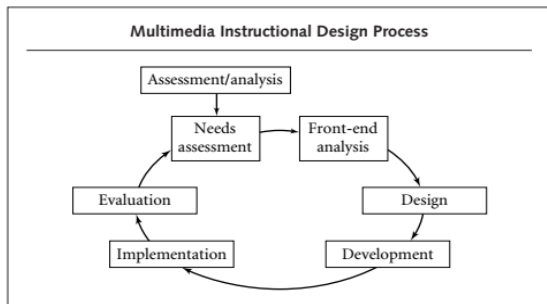 Multimedia Instructional Design Process
Assessment/analysis
Needs
assessment
Front-end
analysis
Evaluation
Design
Implementation
Development